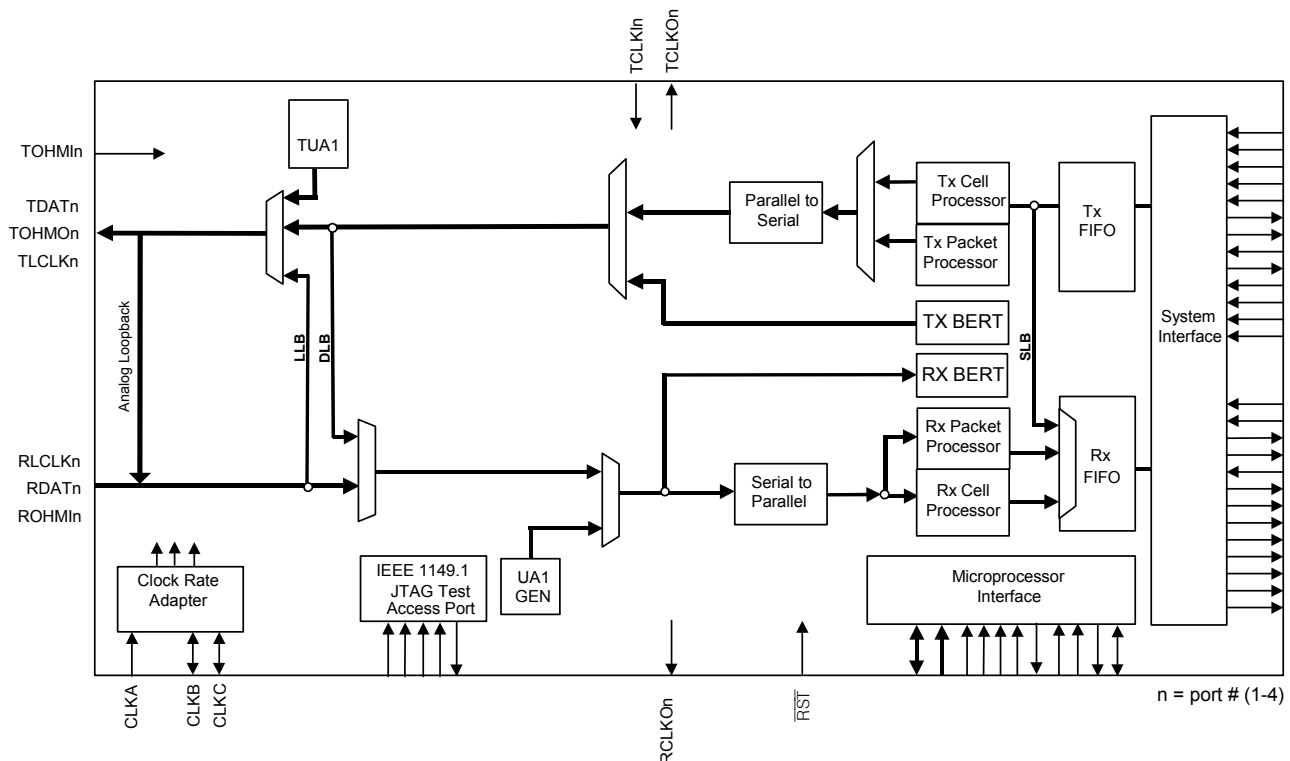 TCLKIn
TCLKOn
TOHMIn
TUA1
TDATn
TOHMOn
TLCLKn
Parallel to
Serial
Tx Cell
Processor
Tx Packet
Processor
Tx
FIFO
TX BERT
RX BERT
System
Interface
Analog Loopback
LLB
DLB
SLB
RLCLKn
RDATn
ROHMIn
Serial to
Parallel
Rx Packet
Processor
Rx Cell
Processor
Rx
FIFO
Clock Rate
Adapter
IEEE 1149.1
JTAG Test
Access Port
UA1
GEN
Microprocessor
Interface
CLKA
CLKB
CLKC
RCLKOn
RST
n = port # (1-4)